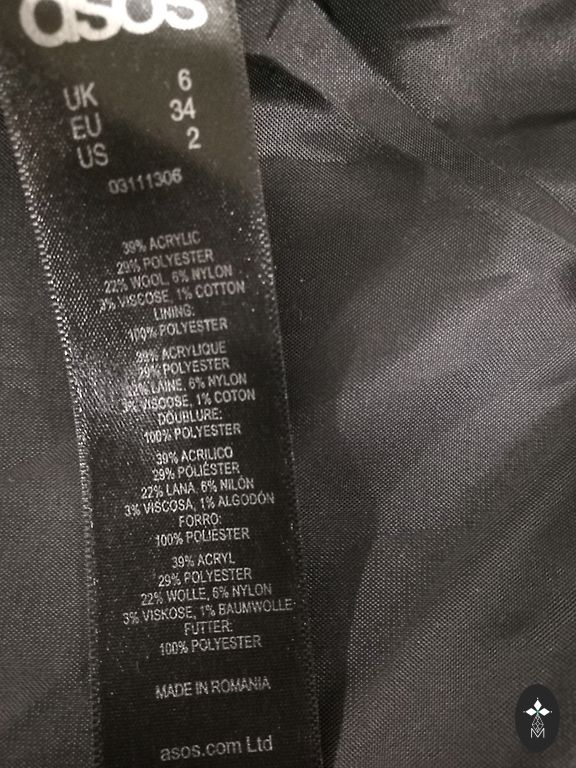 asos
UK 6
EU 34
US 2
03111306
39% ACRYLIC
29% POLYESTER
22% WOOL, 6% NYLON
3% VISCOSE, 1% COTTON
LINING:
100% POLYESTER
39% ACRYLIQUE
29% POLYESTER
22% LAINE, 6% NYLON
3% VISCOSE, 1% COTON
DOUBLURE:
100% POLYESTER
39% ACRILICO
29% POLIÉSTER
22% LANA, 6% NILÓN
3% VISCOSA, 1% ALGODÓN
FORRO:
100% POLIESTER
39% ACRYL
29% POLYESTER
22% WOLLE, 6% NYLON
3% VISKOSE, 1% BAUMWOLLE
FUTTER:
100% POLYESTER
MADE IN ROMANIA
asos.com Ltd
M